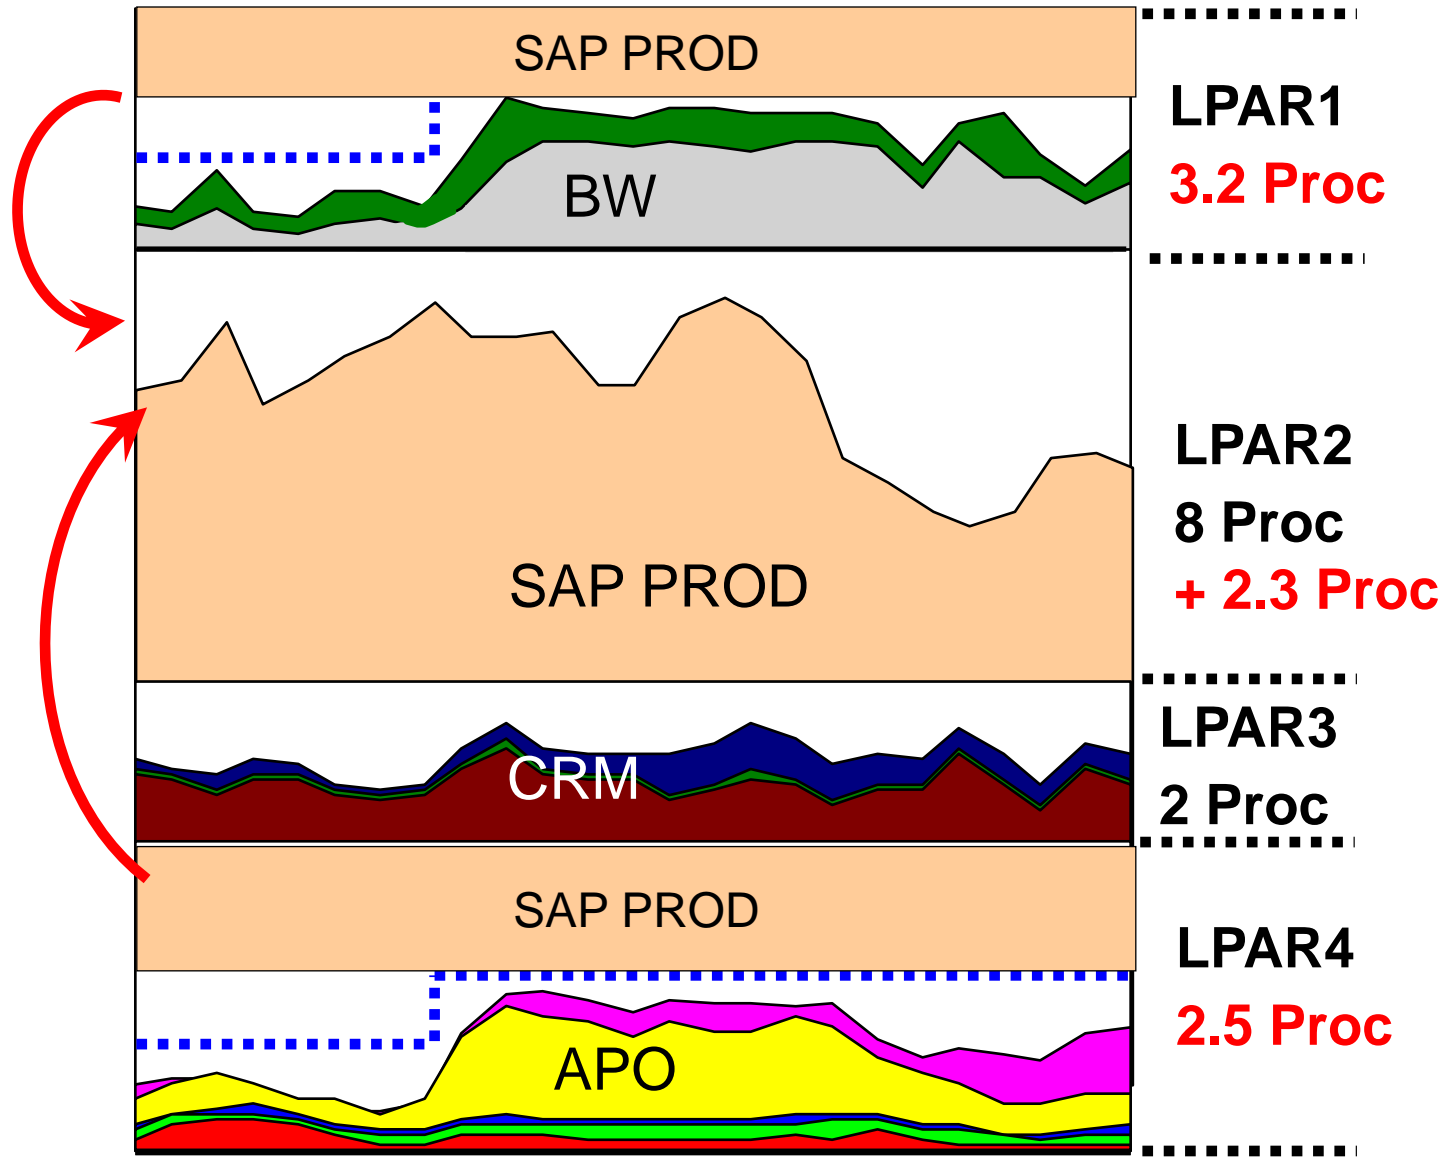 SAP PROD
LPAR1
3.2 Proc
BW
LPAR2
8 Proc
+ 2.3 Proc
SAP PROD
LPAR3
CRM
2 Proc
SAP PROD
LPAR4
2.5 Proc
APO